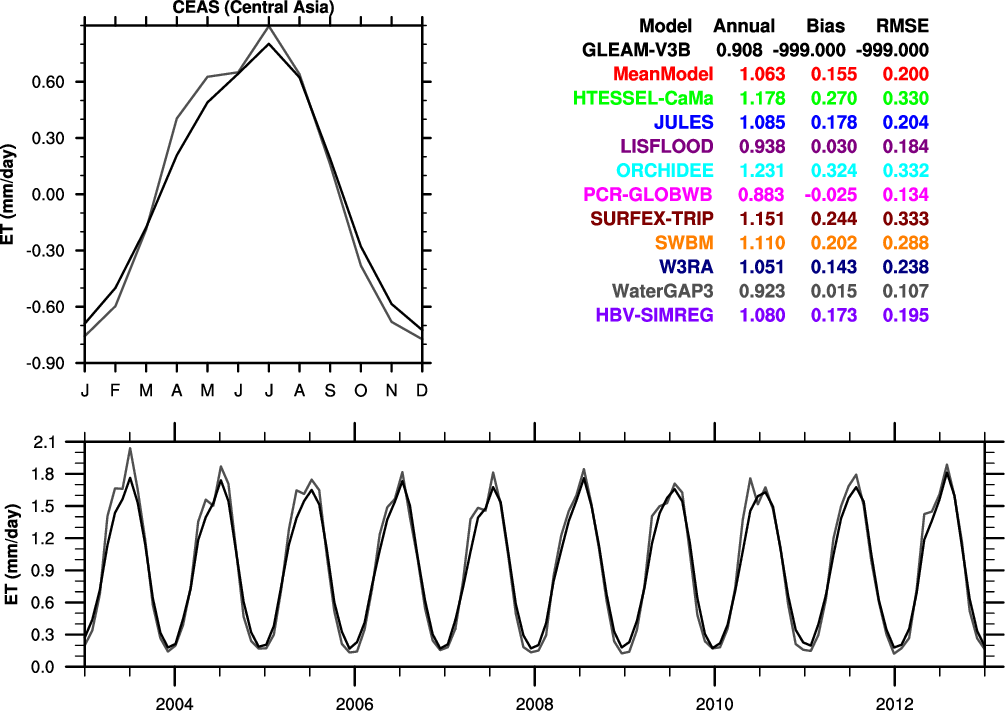 CEAS (Central Asia)
ET (mm/day)
0.60
0.30
0.00
-0.30
-0.60
-0.90
J F M A M J J A S O N D
Model Annual Bias RMSE
GLEAM-V3B 0.908 -999.000 -999.000
MeanModel 1.063 0.155 0.200
HTESSEL-CaMa 1.178 0.270 0.330
JULES 1.085 0.178 0.204
LISFLOOD 0.938 0.030 0.184
ORCHIDEE 1.231 0.324 0.332
PCR-GLOBWB 0.883 -0.025 0.134
SURFEX-TRIP 1.151 0.244 0.333
SWBM 1.110 0.202 0.288
W3RA 1.051 0.143 0.238
WaterGAP3 0.923 0.015 0.107
HBV-SIMREG 1.080 0.173 0.195
ET (mm/day)
2.1
1.8
1.5
1.2
0.9
0.6
0.3
0.0
2004 2006 2008 2010 2012